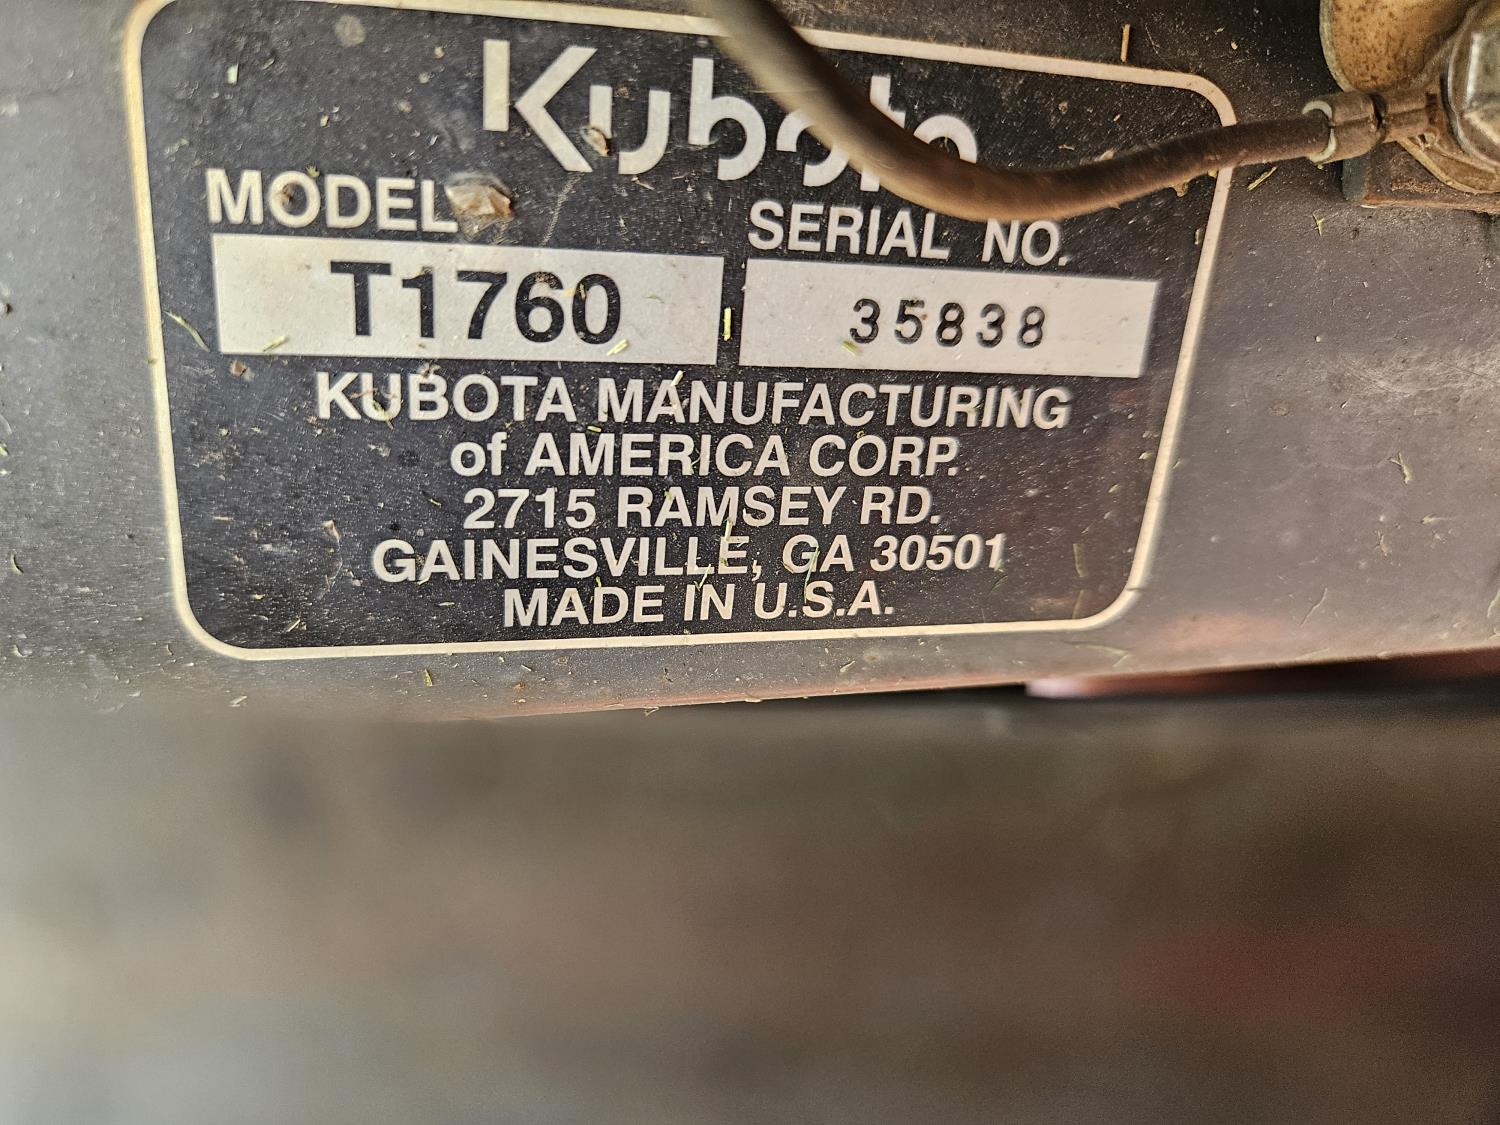 Kubota
MODEL
SERIAL NO.
T1760
35838
KUBOTA MANUFACTURING
of AMERICA CORP.
2715 RAMSEY RD.
GAINESVILLE, GA 30501
MADE IN U.S.A.